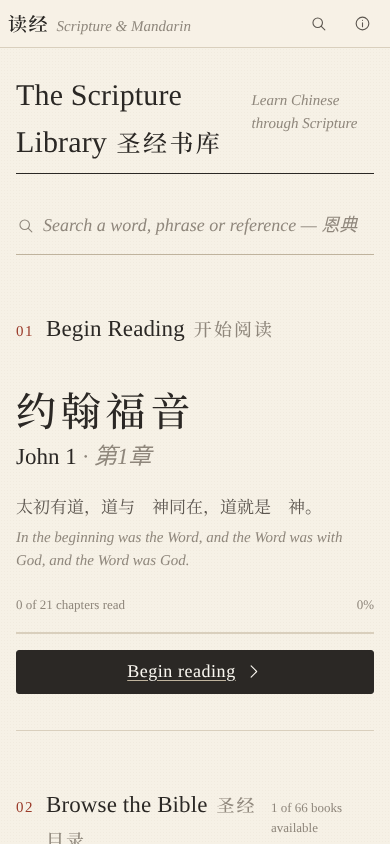 读经 Scripture & Mandarin
The Scripture
Library 圣经书库
Learn Chinese
through Scripture
Search a word, phrase or reference — 恩典
01 Begin Reading 开始阅读
约翰福音
John 1 · 第1章
太初有道，道与　神同在，道就是　神。
In the beginning was the Word, and the Word was with
God, and the Word was God.
0 of 21 chapters read 0%
Begin reading
02 Browse the Bible 圣经
目录
1 of 66 books
available